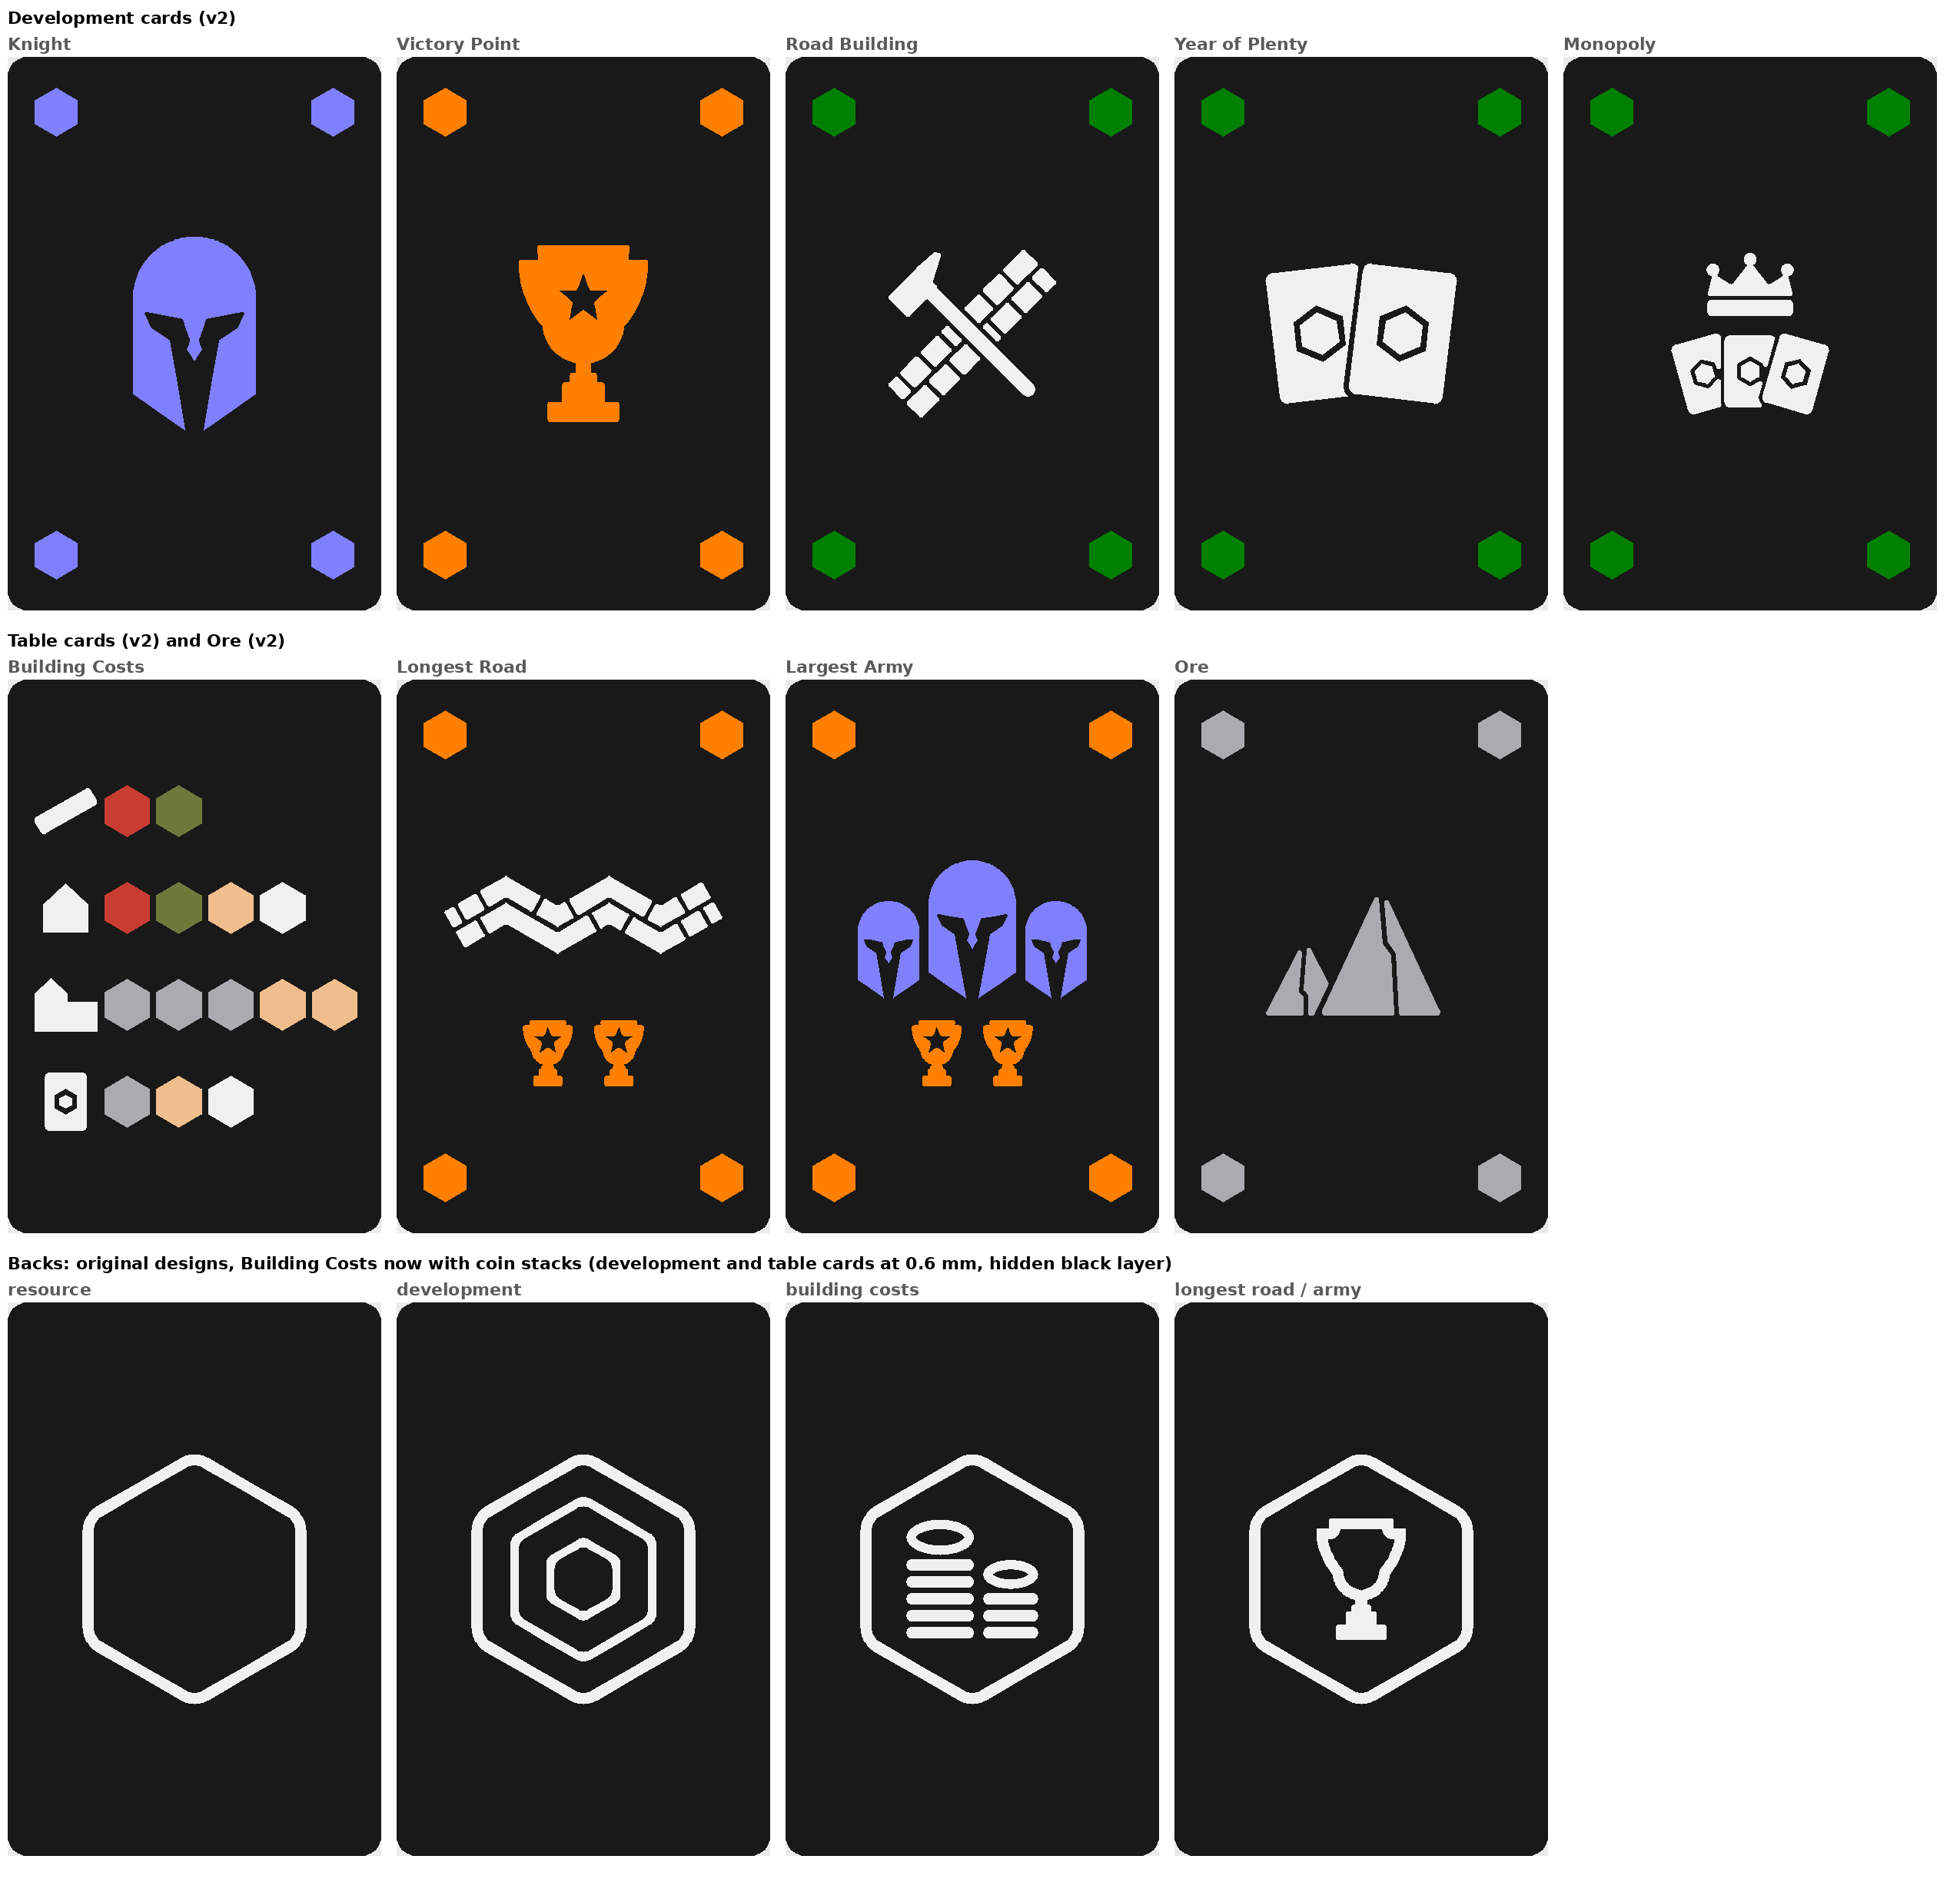 Development cards (v2)
Knight Victory Point Road Building Year of Plenty Monopoly
Table cards (v2) and Ore (v2)
Building Costs Longest Road Largest Army Ore
Backs: original designs, Building Costs now with coin stacks (development and table cards at 0.6 mm, hidden black layer)
resource development building costs longest road / army